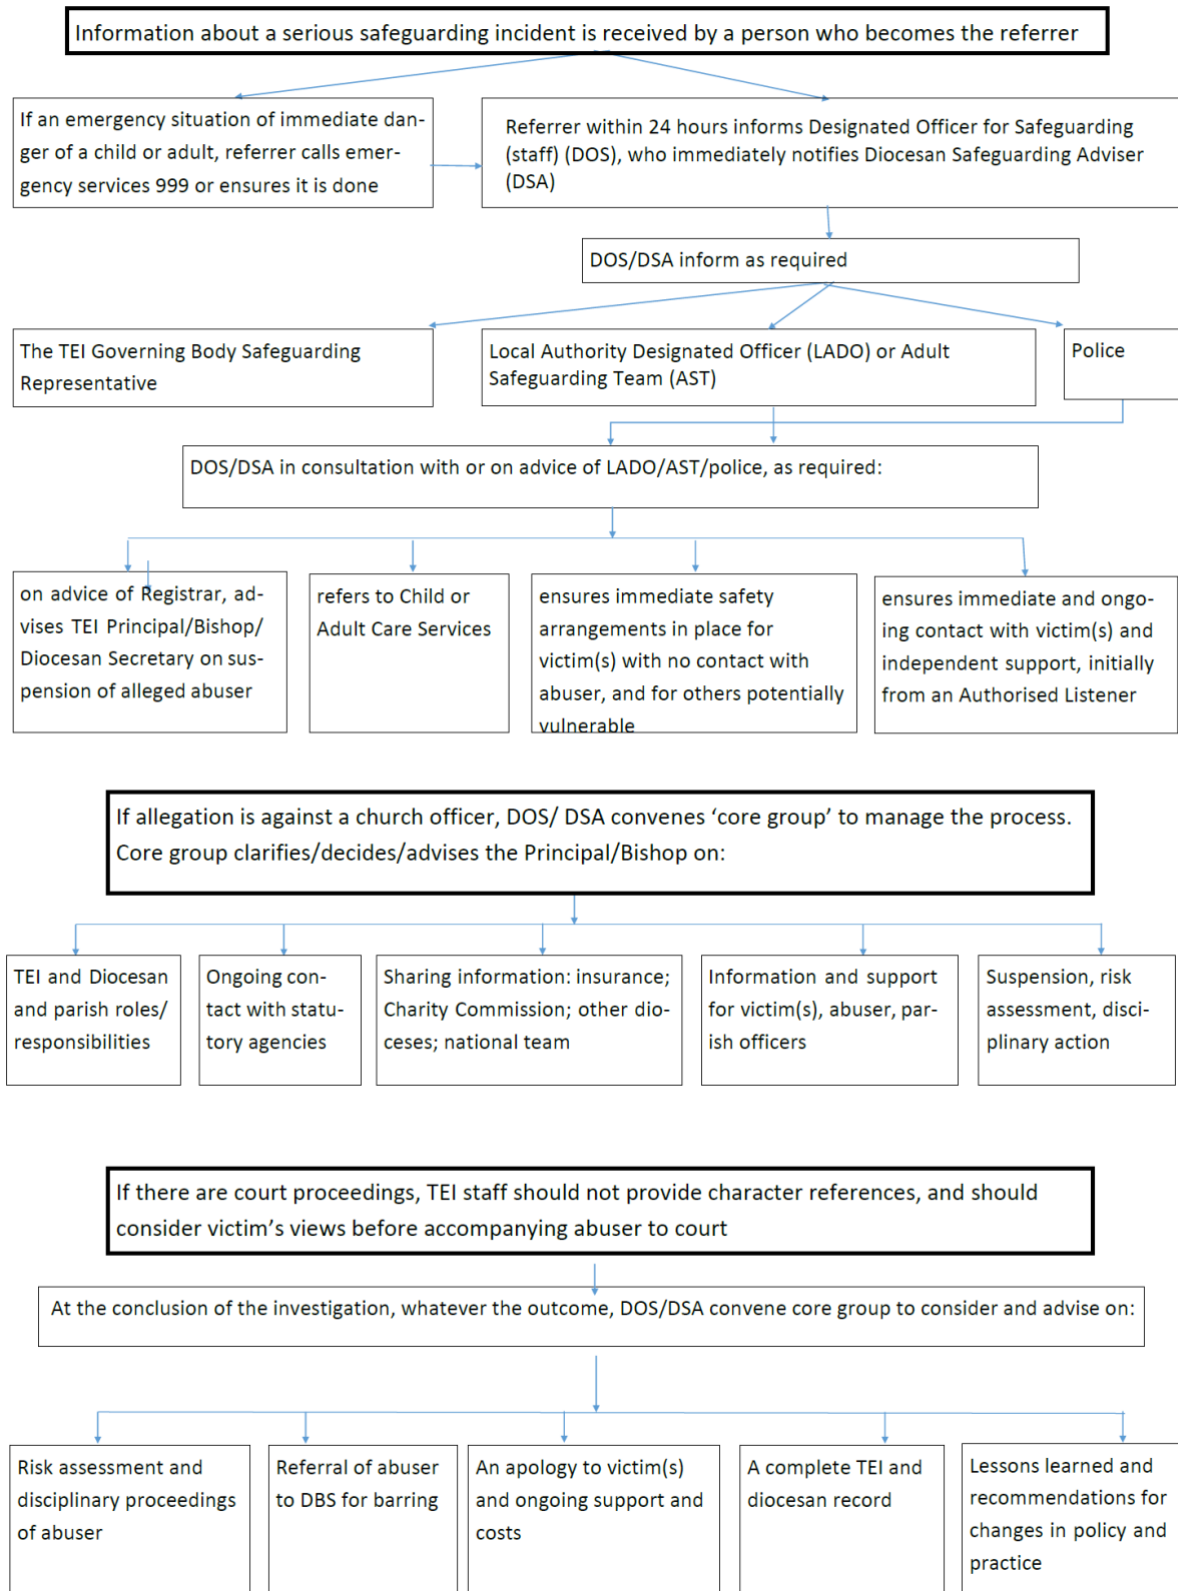 Information about a serious safeguarding incident is received by a person who becomes the referrer
If an emergency situation of immediate dan-
ger of a child or adult, referrer calls emer-
gency services 999 or ensures it is done
Referrer within 24 hours informs Designated Officer for Safeguarding
(staff) (DOS), who immediately notifies Diocesan Safeguarding Adviser
(DSA)
DOS/DSA inform as required
The TEI Governing Body Safeguarding
Representative
Local Authority Designated Officer (LADO) or Adult
Safeguarding Team (AST)
Police
DOS/DSA in consultation with or on advice of LADO/AST/police, as required:
on advice of Registrar, ad-
vises TEI Principal/Bishop/
Diocesan Secretary on sus-
pension of alleged abuser
refers to Child or
Adult Care Services
ensures immediate safety
arrangements in place for
victim(s) with no contact with
abuser, and for others potentially
vulnerable
ensures immediate and ongo-
ing contact with victim(s) and
independent support, initially
from an Authorised Listener
If allegation is against a church officer, DOS/ DSA convenes ‘core group’ to manage the process.
Core group clarifies/decides/advises the Principal/Bishop on:
TEI and Diocesan
and parish roles/
responsibilities
Ongoing con-
tact with statu-
tory agencies
Sharing information: insurance;
Charity Commission; other dio-
ceses; national team
Information and support
for victim(s), abuser, par-
ish officers
Suspension, risk
assessment, disci-
plinary action
If there are court proceedings, TEI staff should not provide character references, and should
consider victim’s views before accompanying abuser to court
At the conclusion of the investigation, whatever the outcome, DOS/DSA convene core group to consider and advise on:
Risk assessment and
disciplinary proceedings
of abuser
Referral of abuser
to DBS for barring
An apology to victim(s)
and ongoing support and
costs
A complete TEI and
diocesan record
Lessons learned and
recommendations for
changes in policy and
practice